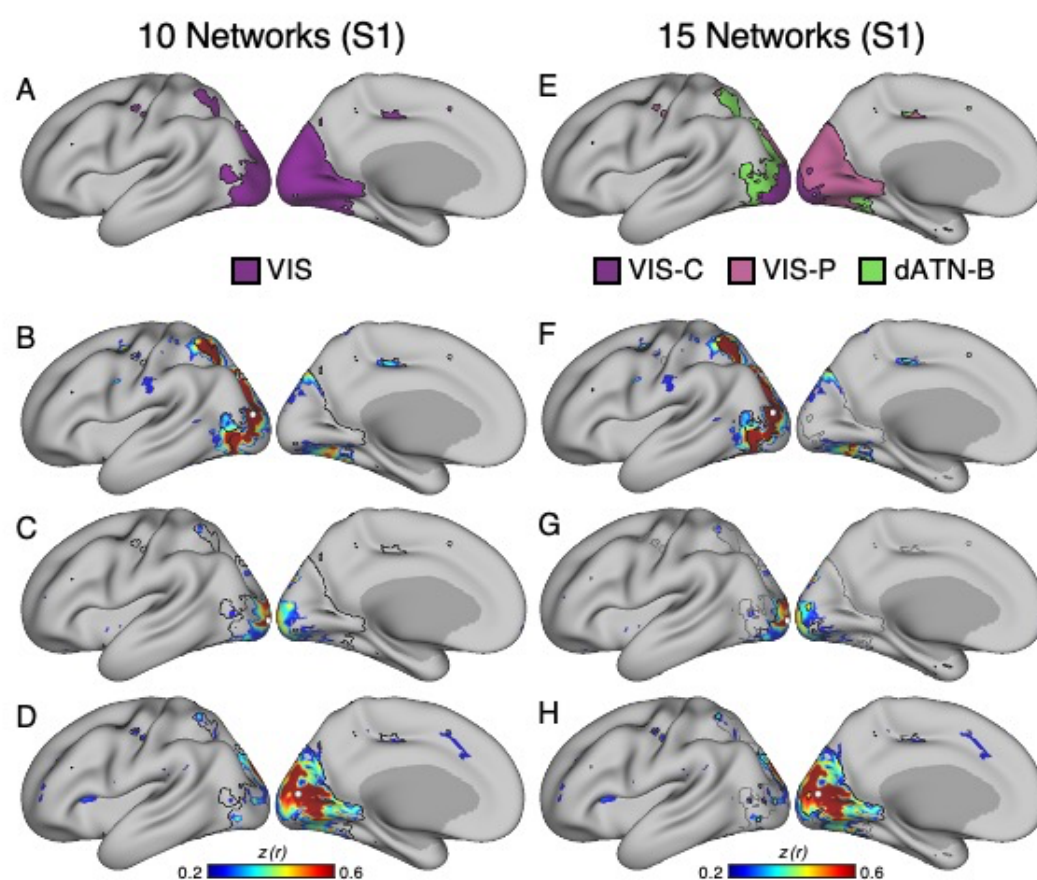 10 Networks (S1) 15 Networks (S1)
A E
VIS VIS-C VIS-P dATN-B
B F
C G
D H
z(r) z(r)
0.2 0.6 0.2 0.6